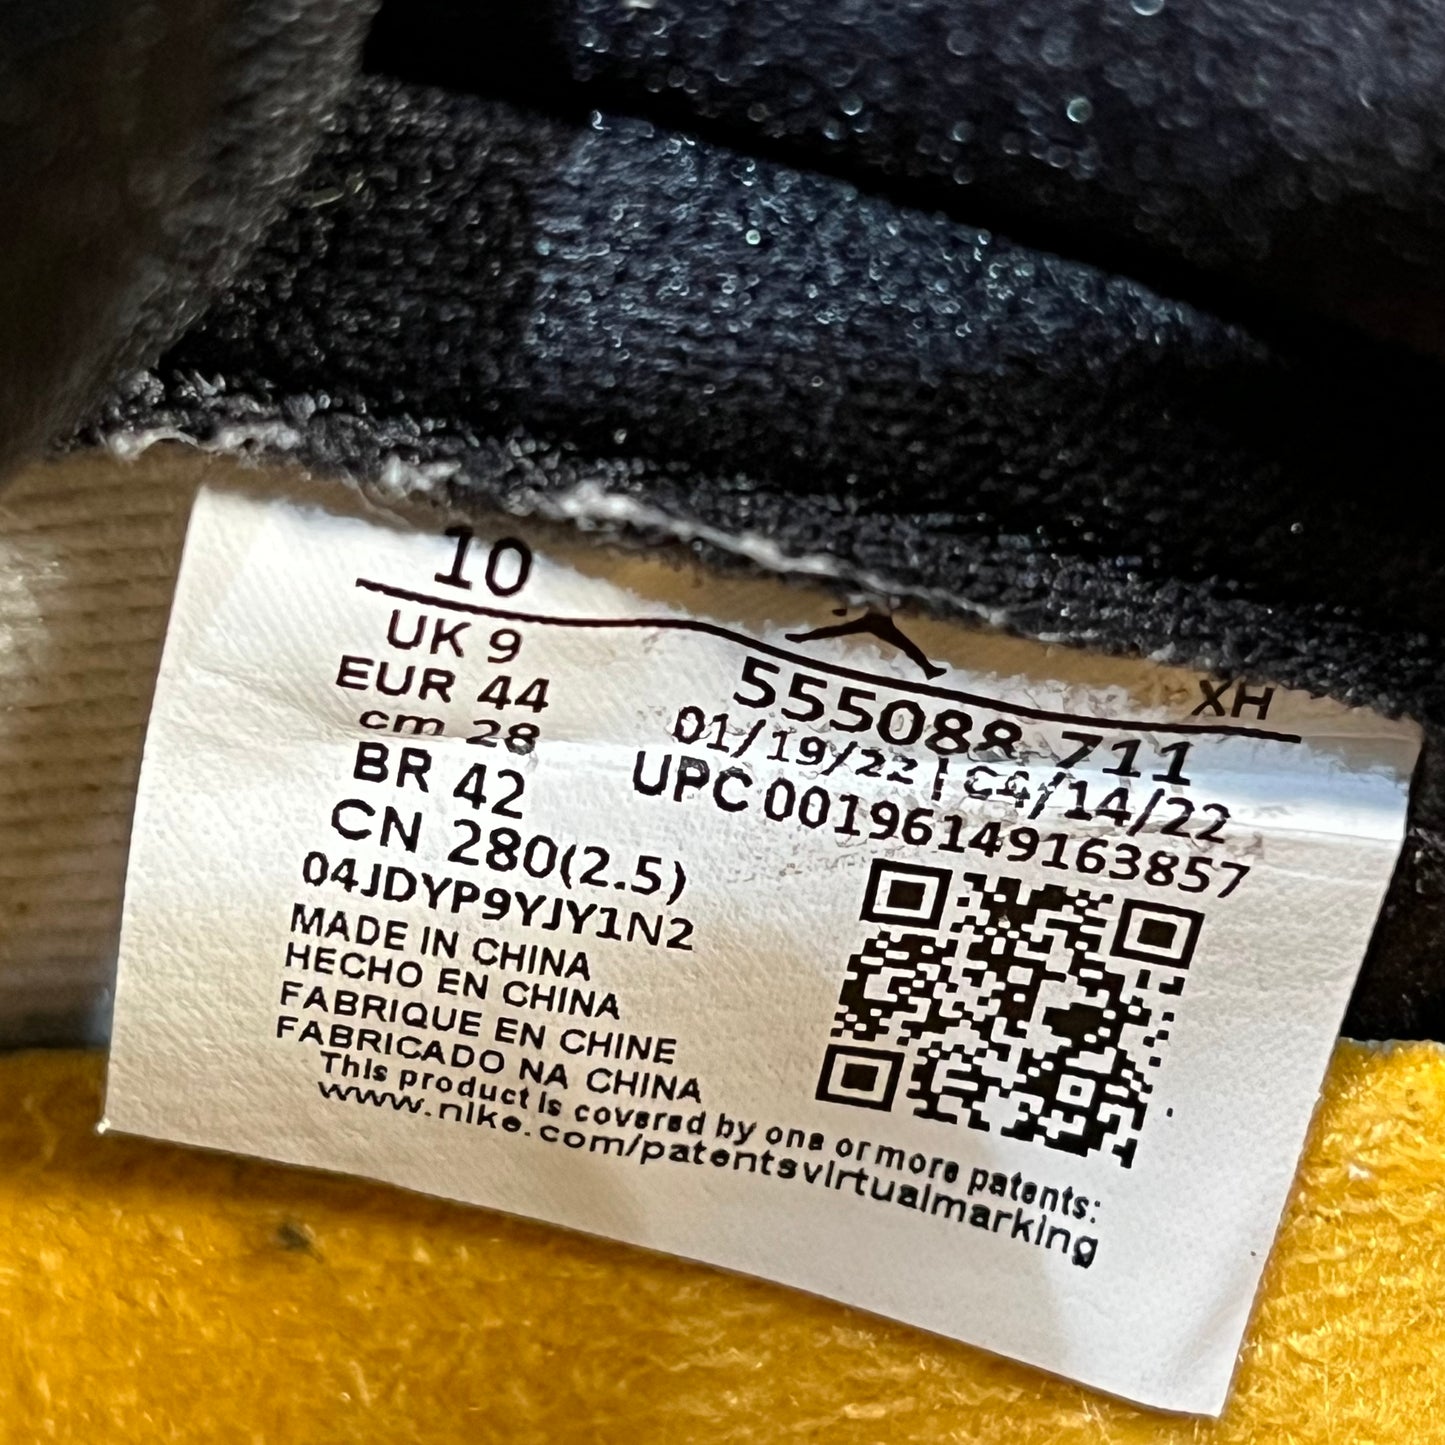 10
UK 9
EUR 44
cm 28
BR 42
CN 280(2.5)
04JDYP9YJY1N2
MADE IN CHINA
HECHO EN CHINA
FABRIQUE EN CHINE
FABRICADO NA CHINA
This product is covered by one or more patents:
www.nike.com/patentsvirtualmarking
XH
555088 711
01/19/22 | 04/14/22
UPC 00196149163857